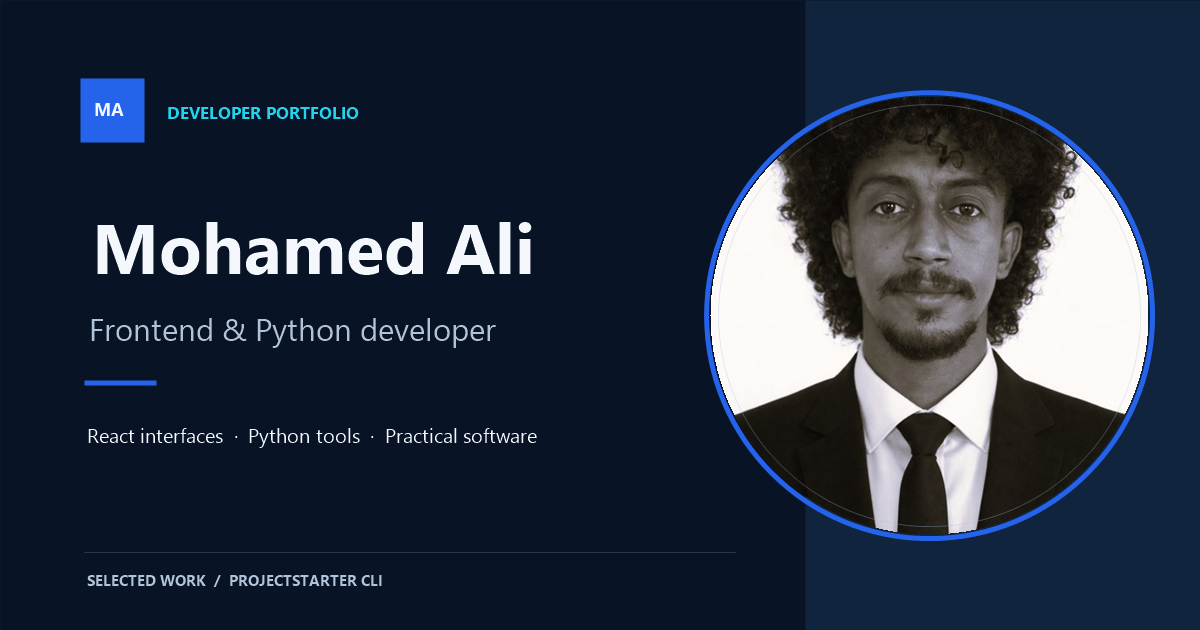 MA
DEVELOPER PORTFOLIO
Mohamed Ali
Frontend & Python developer
React interfaces · Python tools · Practical software
SELECTED WORK / PROJECTSTARTER CLI